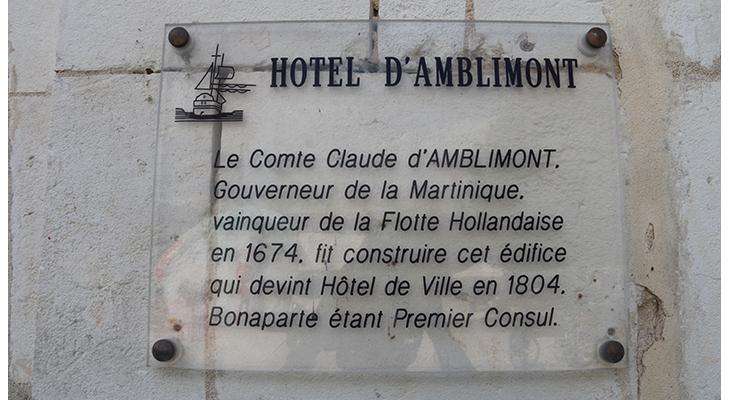 HOTEL D'AMBLIMONT
Le Comte Claude d'AMBLIMONT,
Gouverneur de la Martinique,
vainqueur de la Flotte Hollandaise
en 1674, fit construire cet édifice
qui devint Hôtel de Ville en 1804,
Bonaparte étant Premier Consul.